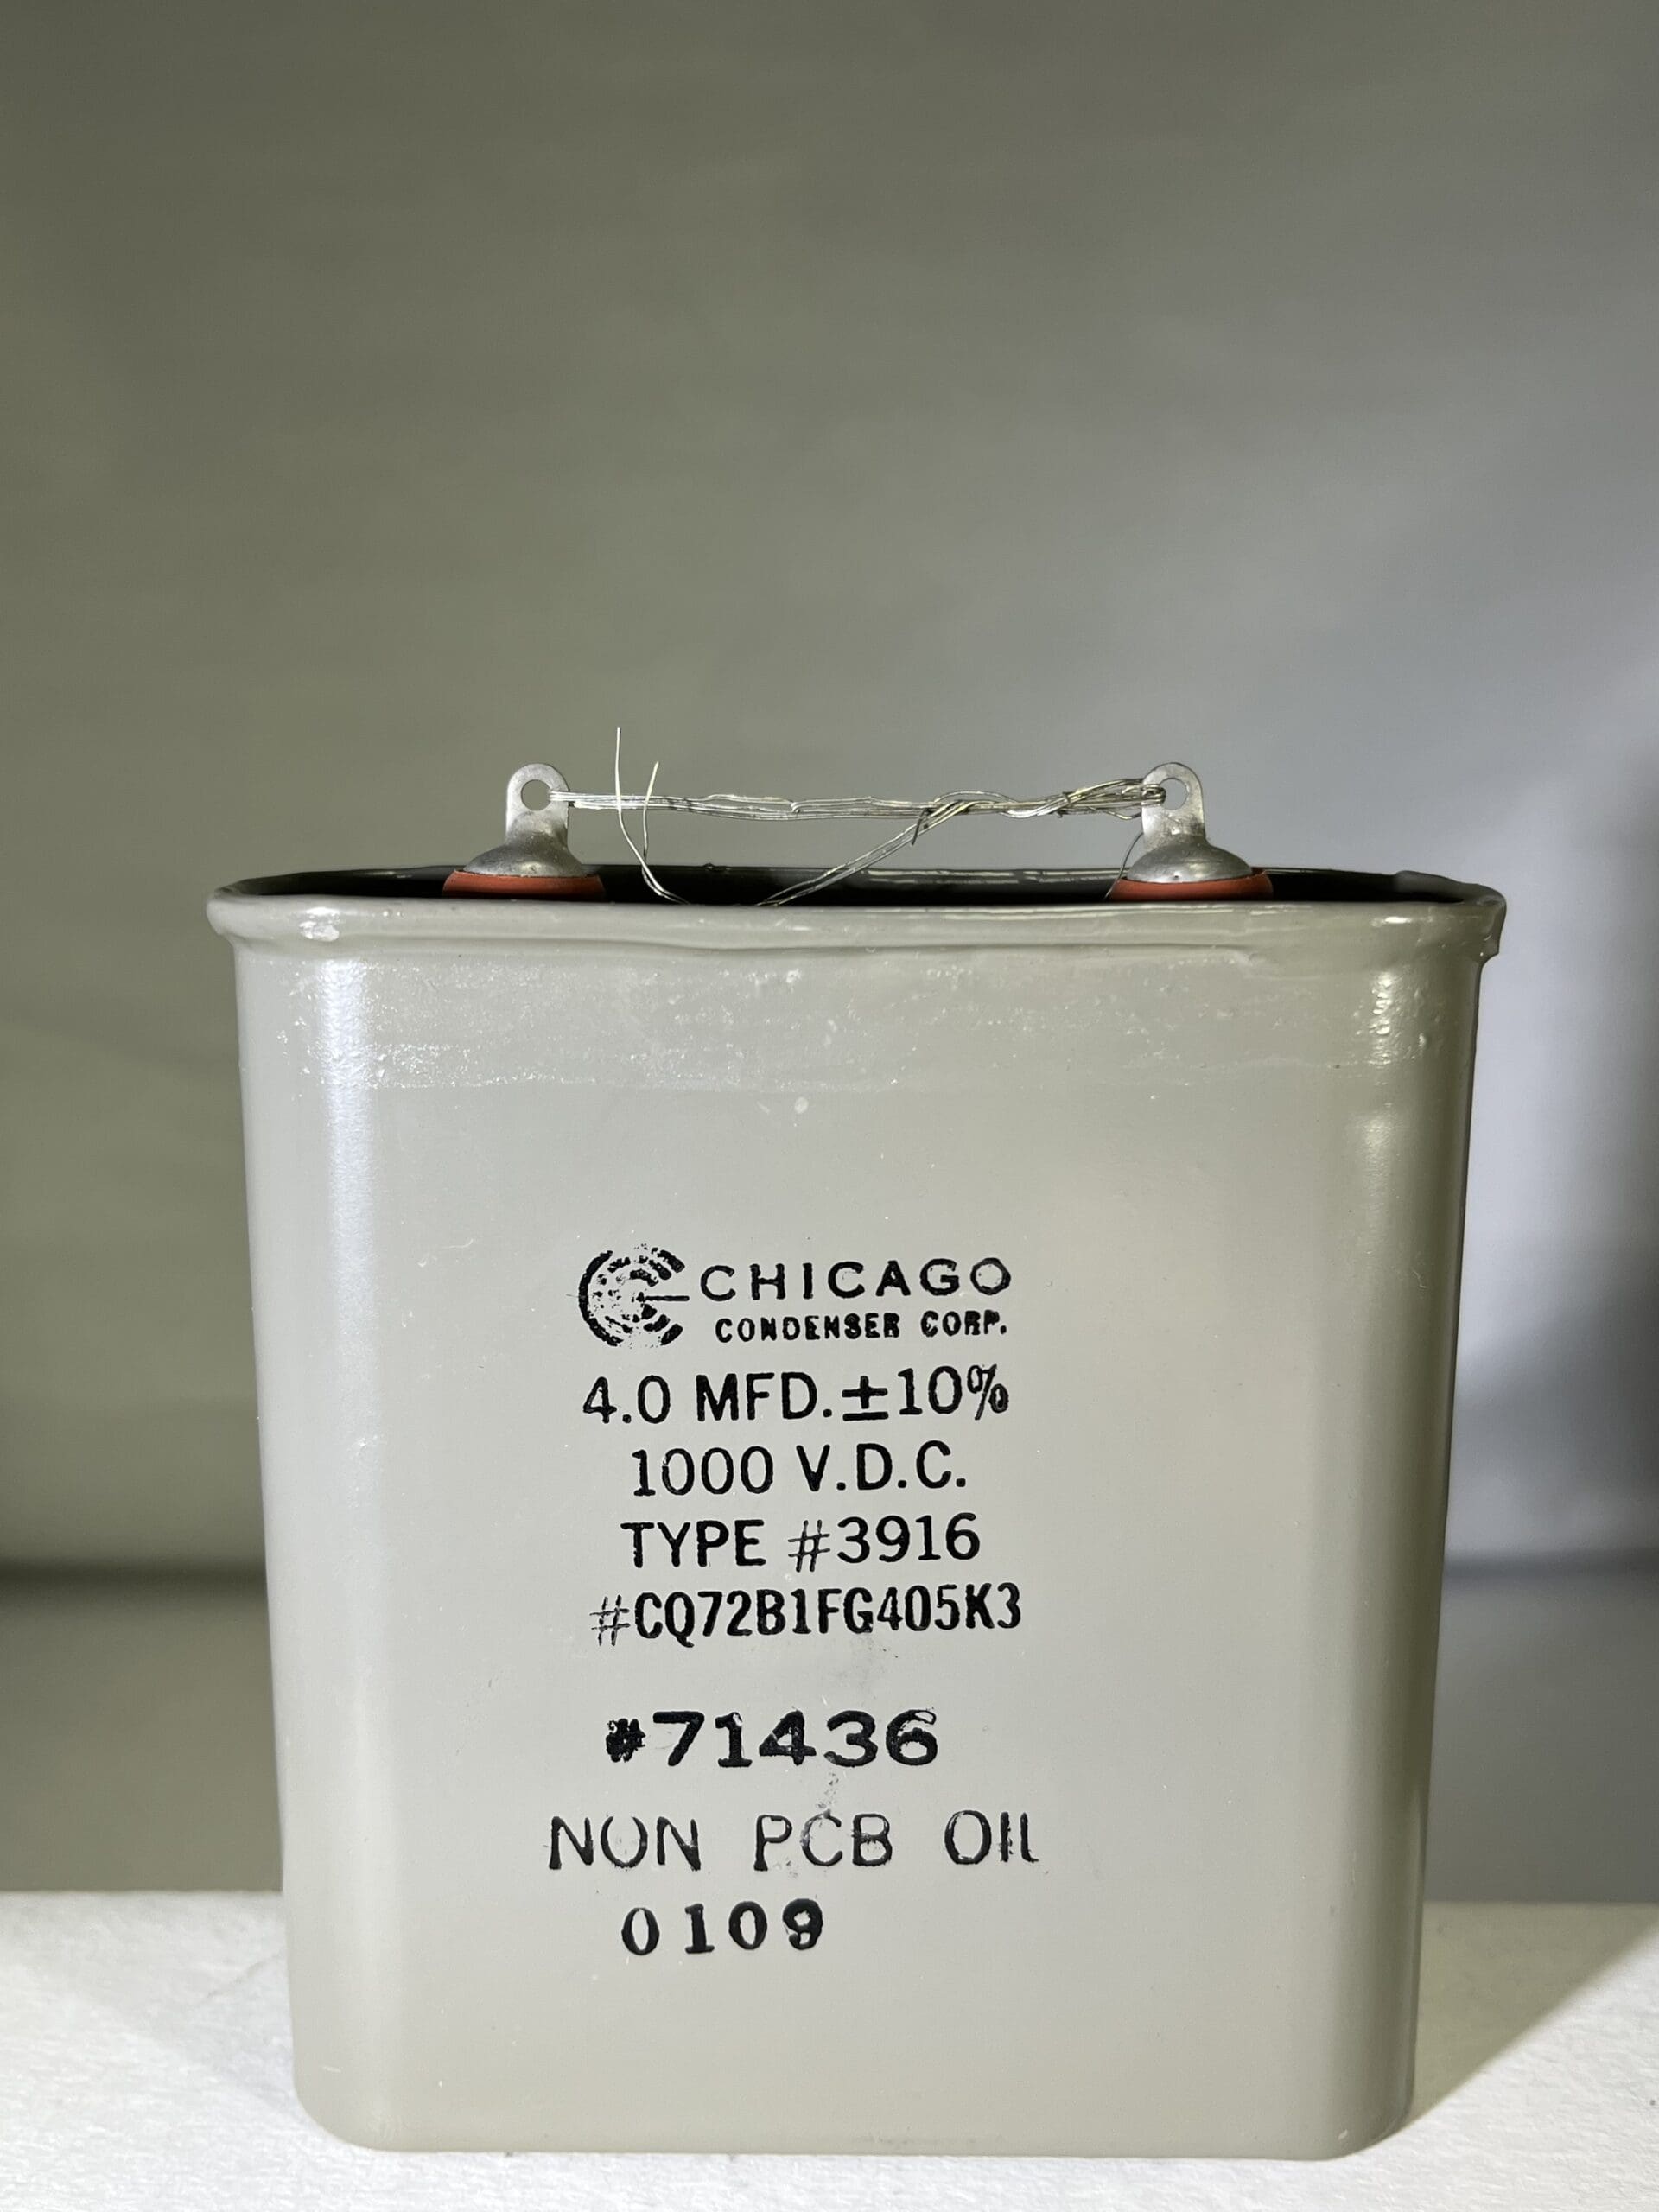 CHICAGO
CONDENSER CORP.
4.0 MFD.±10%
1000 V.D.C.
TYPE #3916
#CQ72B1FG405K3
#71436
NON PCB OIL
0109